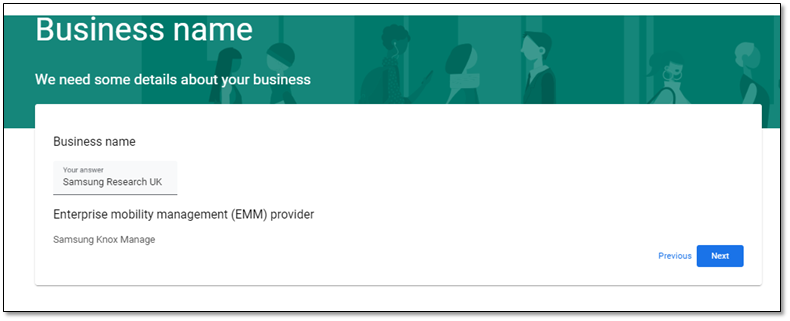 Business name
We need some details about your business
Business name
Your answer
Samsung Research UK
Enterprise mobility management (EMM) provider
Samsung Knox Manage
Previous Next